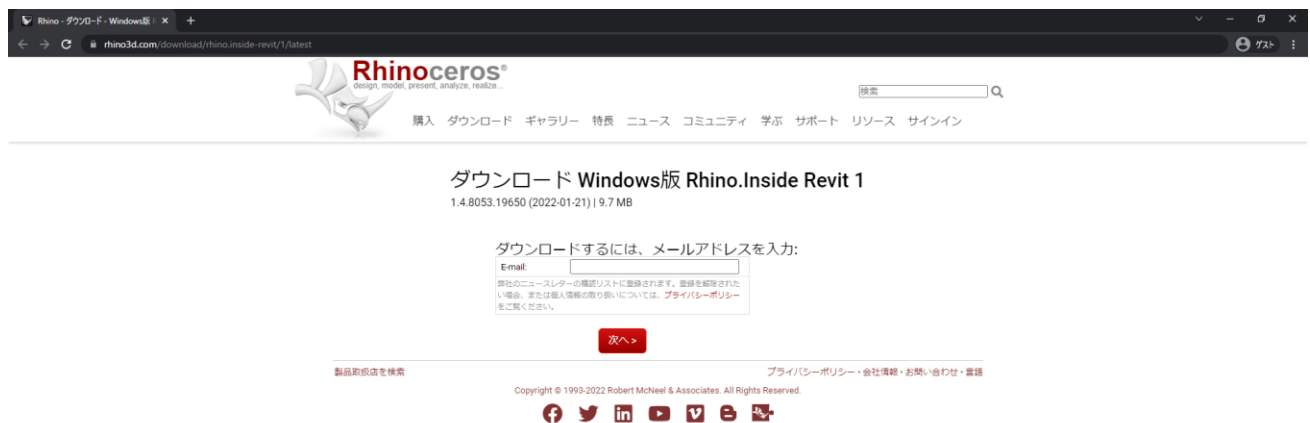 Rhino - ダウンロード - Windows版
rhino3d.com/download/rhino.inside-revit/1/latest
ゲスト
Rhinoceros®
design, model, present, analyze, realize...
検索
購入 ダウンロード ギャラリー 特長 ニュース コミュニティ 学ぶ サポート リソース サインイン
ダウンロード Windows版 Rhino.Inside Revit 1
1.4.8053.19650 (2022-01-21) | 9.7 MB
ダウンロードするには、メールアドレスを入力:
E-mail:
弊社のニュースレターの購読リストに登録されます。登録を解除された
い場合、または個人情報の取り扱いについては、プライバシーポリシー
をご覧ください。
次へ >
製品取扱店を検索
プライバシーポリシー・会社情報・お問い合わせ・言語
Copyright © 1993-2022 Robert McNeel & Associates. All Rights Reserved.